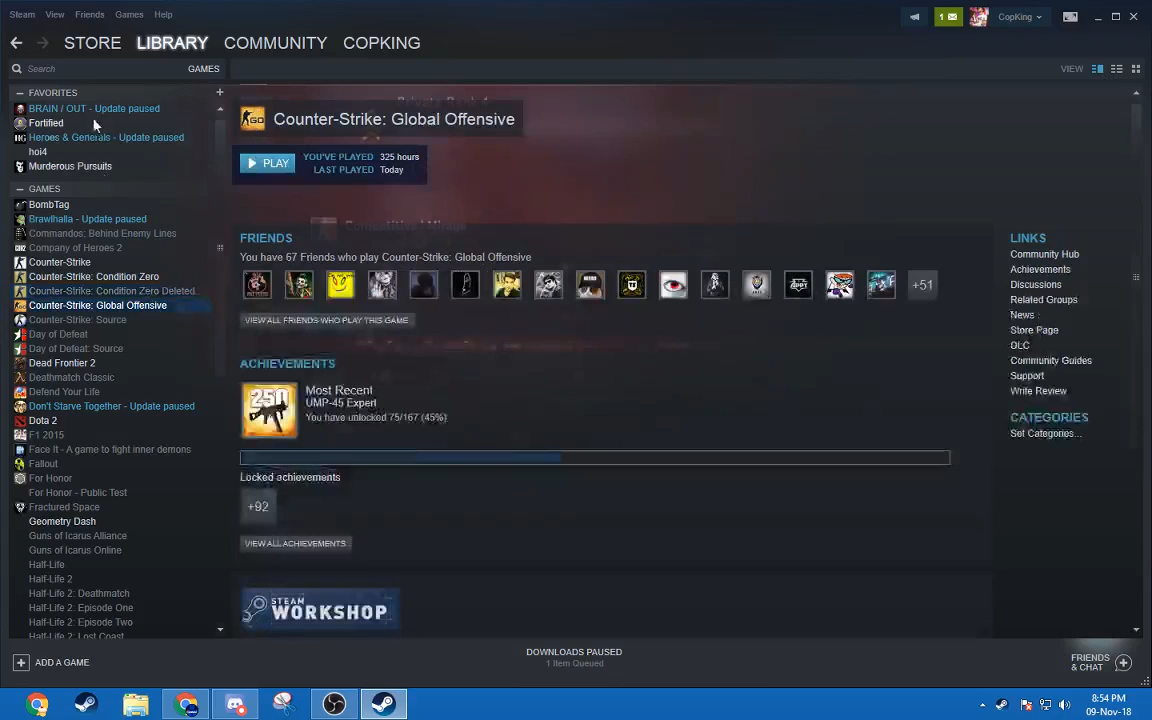 Steam View Friends Games Help
1
CopKing
STORE LIBRARY COMMUNITY COPKING
Search GAMES
VIEW
FAVORITES
BRAIN / OUT - Update paused
Fortified
Heroes & Generals - Update paused
hoi4
Murderous Pursuits
GAMES
BombTag
Brawlhalla - Update paused
Commandos: Behind Enemy Lines
Company of Heroes 2
Counter-Strike
Counter-Strike: Condition Zero
Counter-Strike: Condition Zero Deleted...
Counter-Strike: Global Offensive
Counter-Strike: Source
Day of Defeat
Day of Defeat: Source
Dead Frontier 2
Deathmatch Classic
Defend Your Life
Don't Starve Together - Update paused
Dota 2
F1 2015
Face It - A game to fight inner demons
Fallout
For Honor
For Honor - Public Test
Fractured Space
Geometry Dash
Guns of Icarus Alliance
Guns of Icarus Online
Half-Life
Half-Life 2
Half-Life 2: Deathmatch
Half-Life 2: Episode One
Half-Life 2: Episode Two
Half-Life 2: Lost Coast
ADD A GAME
Counter-Strike: Global Offensive
PLAY
YOU'VE PLAYED 325 hours
LAST PLAYED Today
Competitive | Mirage
FRIENDS
You have 67 Friends who play Counter-Strike: Global Offensive
+51
VIEW ALL FRIENDS WHO PLAY THIS GAME
ACHIEVEMENTS
250
Most Recent
UMP-45 Expert
You have unlocked 75/167 (45%)
Locked achievements
+92
VIEW ALL ACHIEVEMENTS
STEAM
WORKSHOP
LINKS
Community Hub
Achievements
Discussions
Related Groups
News
Store Page
DLC
Community Guides
Support
Write Review
CATEGORIES
Set Categories...
DOWNLOADS PAUSED
1 Item Queued
FRIENDS
& CHAT
8:54 PM
09-Nov-18